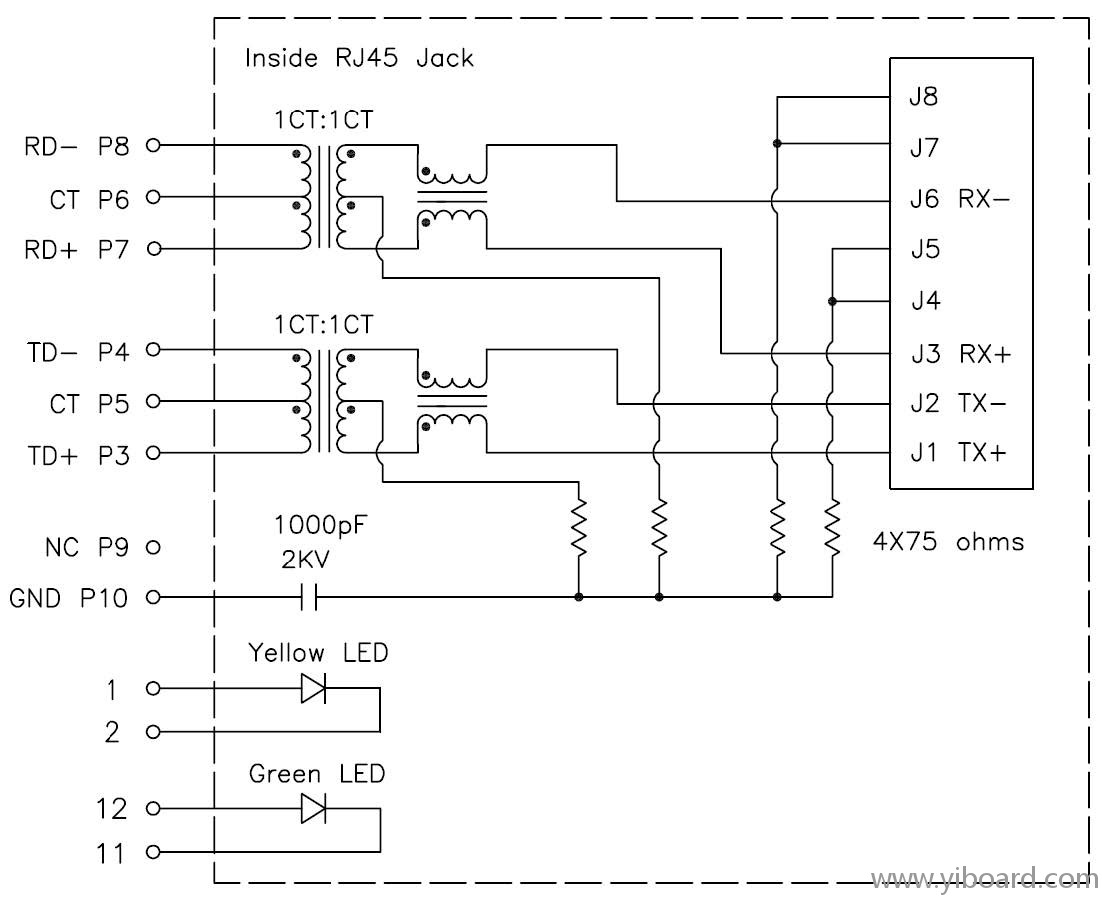 Inside RJ45 Jack
1CT:1CT
RD- P8
CT P6
RD+ P7
1CT:1CT
TD- P4
CT P5
TD+ P3
J8
J7
J6 RX-
J5
J4
J3 RX+
J2 TX-
J1 TX+
1000pF
2KV
4X75 ohms
NC P9
GND P10
Yellow LED
1
2
Green LED
12
11
www.yiboard.com